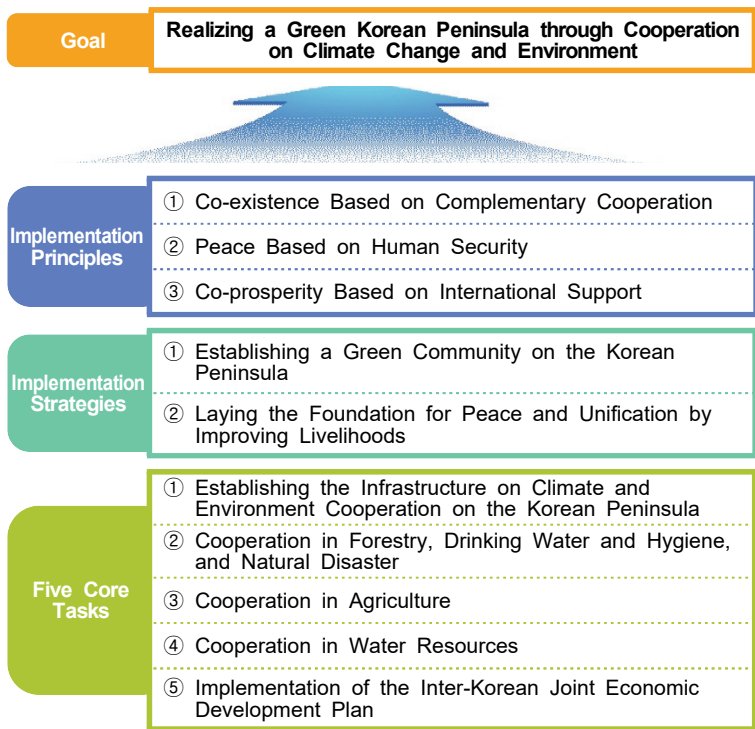 Goal
Realizing a Green Korean Peninsula through Cooperation
on Climate Change and Environment
Implementation
Principles
① Co-existence Based on Complementary Cooperation
② Peace Based on Human Security
③ Co-prosperity Based on International Support
Implementation
Strategies
① Establishing a Green Community on the Korean
Peninsula
② Laying the Foundation for Peace and Unification by
Improving Livelihoods
Five Core
Tasks
① Establishing the Infrastructure on Climate and
Environment Cooperation on the Korean Peninsula
② Cooperation in Forestry, Drinking Water and Hygiene,
and Natural Disaster
③ Cooperation in Agriculture
④ Cooperation in Water Resources
⑤ Implementation of the Inter-Korean Joint Economic
Development Plan